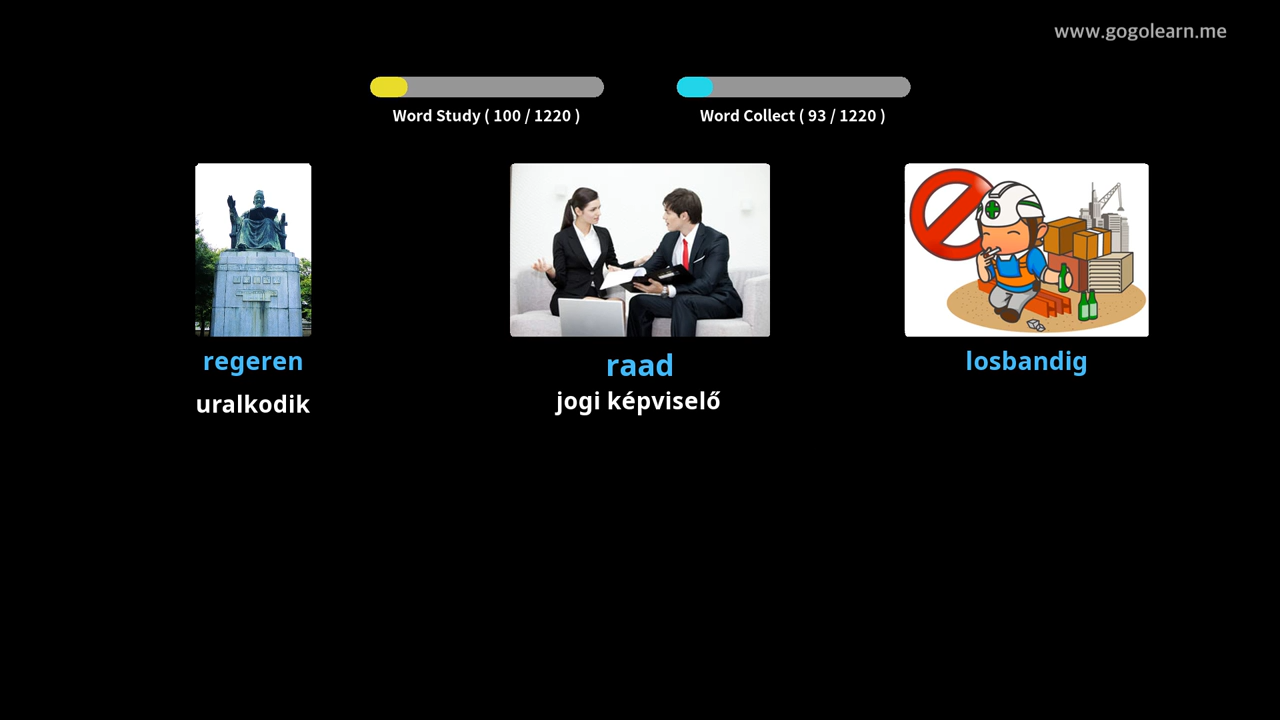 www.gogolearn.me
Word Study ( 100 / 1220 )
Word Collect ( 93 / 1220 )
regeren
uralkodik
raad
jogi képviselő
losbandig